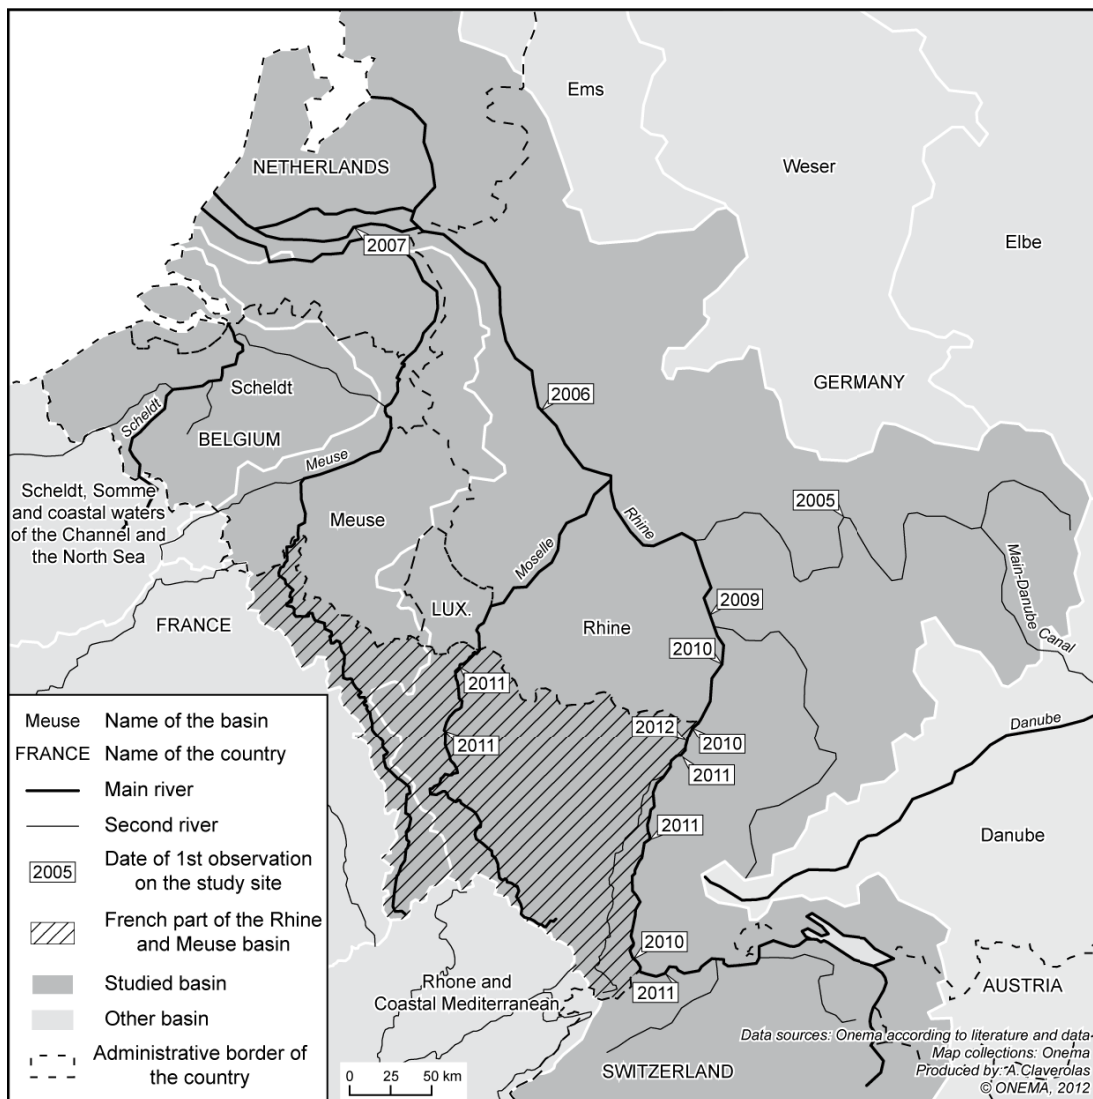 Ems
Weser
NETHERLANDS
Elbe
2007
GERMANY
2006
Scheldt
Scheldt
BELGIUM
Meuse
Scheldt, Somme
and coastal waters
of the Channel and
the North Sea
Meuse
2005
Rhine
Moselle
Main-Danube Canal
LUX.
2009
FRANCE
Rhine
2010
2011
2012
2010
2011
2011
Danube
2011
Danube
2010
2011
Rhone and
Coastal Mediterranean
AUSTRIA
SWITZERLAND
Meuse Name of the basin
FRANCE Name of the country
Main river
Second river
2005 Date of 1st observation
on the study site
French part of the Rhine
and Meuse basin
Studied basin
Other basin
Administrative border of
the country
0 25 50 km
Data sources: Onema according to literature and data
Map collections: Onema
Produced by: A.Claverolas
© ONEMA, 2012